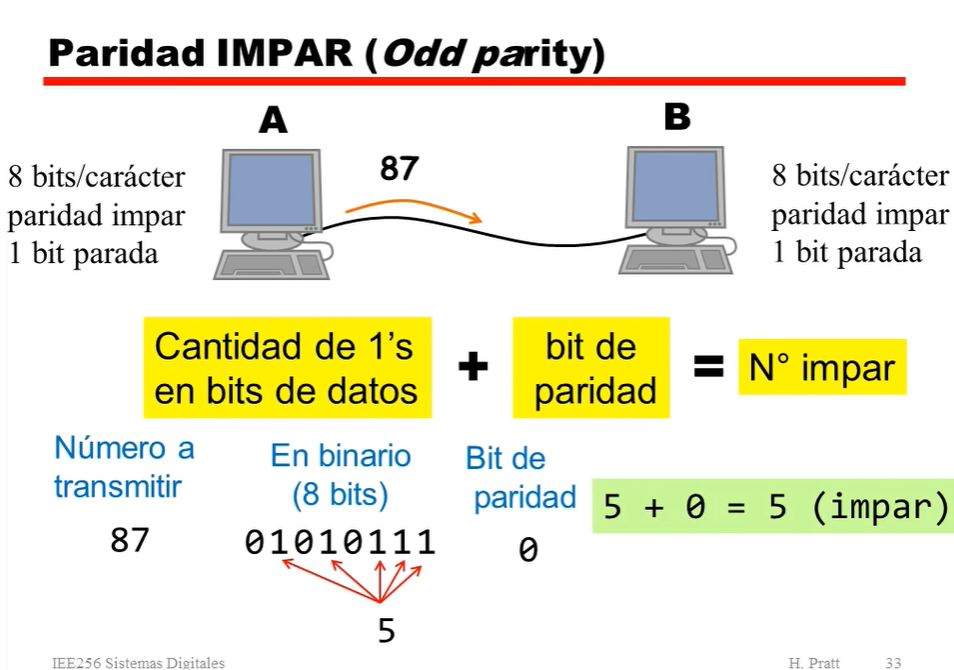 Paridad IMPAR (Odd parity)
A
B
87
8 bits/carácter
paridad impar
1 bit parada
8 bits/carácter
paridad impar
1 bit parada
Cantidad de 1’s
en bits de datos
+
bit de
paridad
=
N° impar
Número a
transmitir
En binario
(8 bits)
Bit de
paridad
5 + 0 = 5 (impar)
87
01010111
0
5
IEE256 Sistemas Digitales
H. Pratt
33